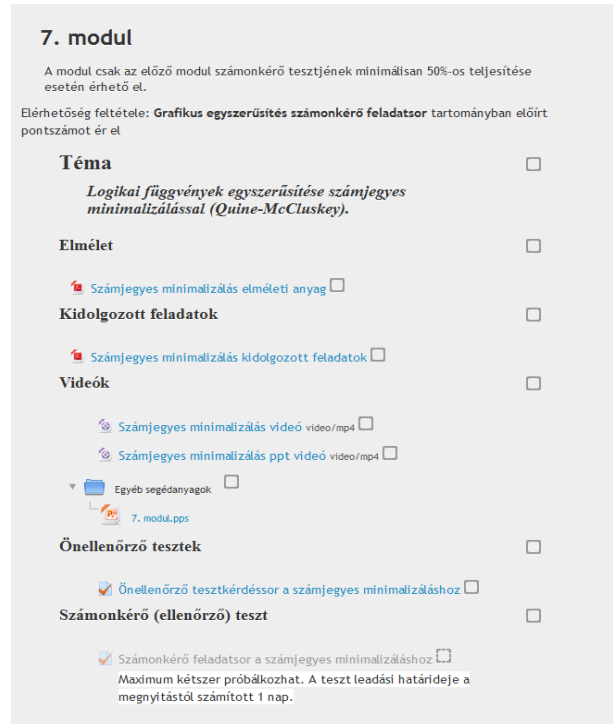 7. modul
A modul csak az előző modul számonkérő tesztjének minimálisan 50%-os teljesítése
esetén érhető el.
Elérhetőség feltétele: Grafikus egyszerűsítés számonkérő feladatsor tartományban előírt
pontszámot ér el
Téma
Logikai függvények egyszerűsítése számjegyes
minimalizálással (Quine-McCluskey).
Elmélet
Számjegyes minimalizálás elméleti anyag
Kidolgozott feladatok
Számjegyes minimalizálás kidolgozott feladatok
Videók
Számjegyes minimalizálás videó video/mp4
Számjegyes minimalizálás ppt videó video/mp4
Egyéb segédanyagok
7. modul.pps
Önellenőrző tesztek
Önellenőrző tesztkérdéssor a számjegyes minimalizáláshoz
Számonkérő (ellenőrző) teszt
Számonkérő feladatsor a számjegyes minimalizáláshoz
Maximum kétszer próbálkozhat. A teszt leadási határideje a
megnyitástól számított 1 nap.